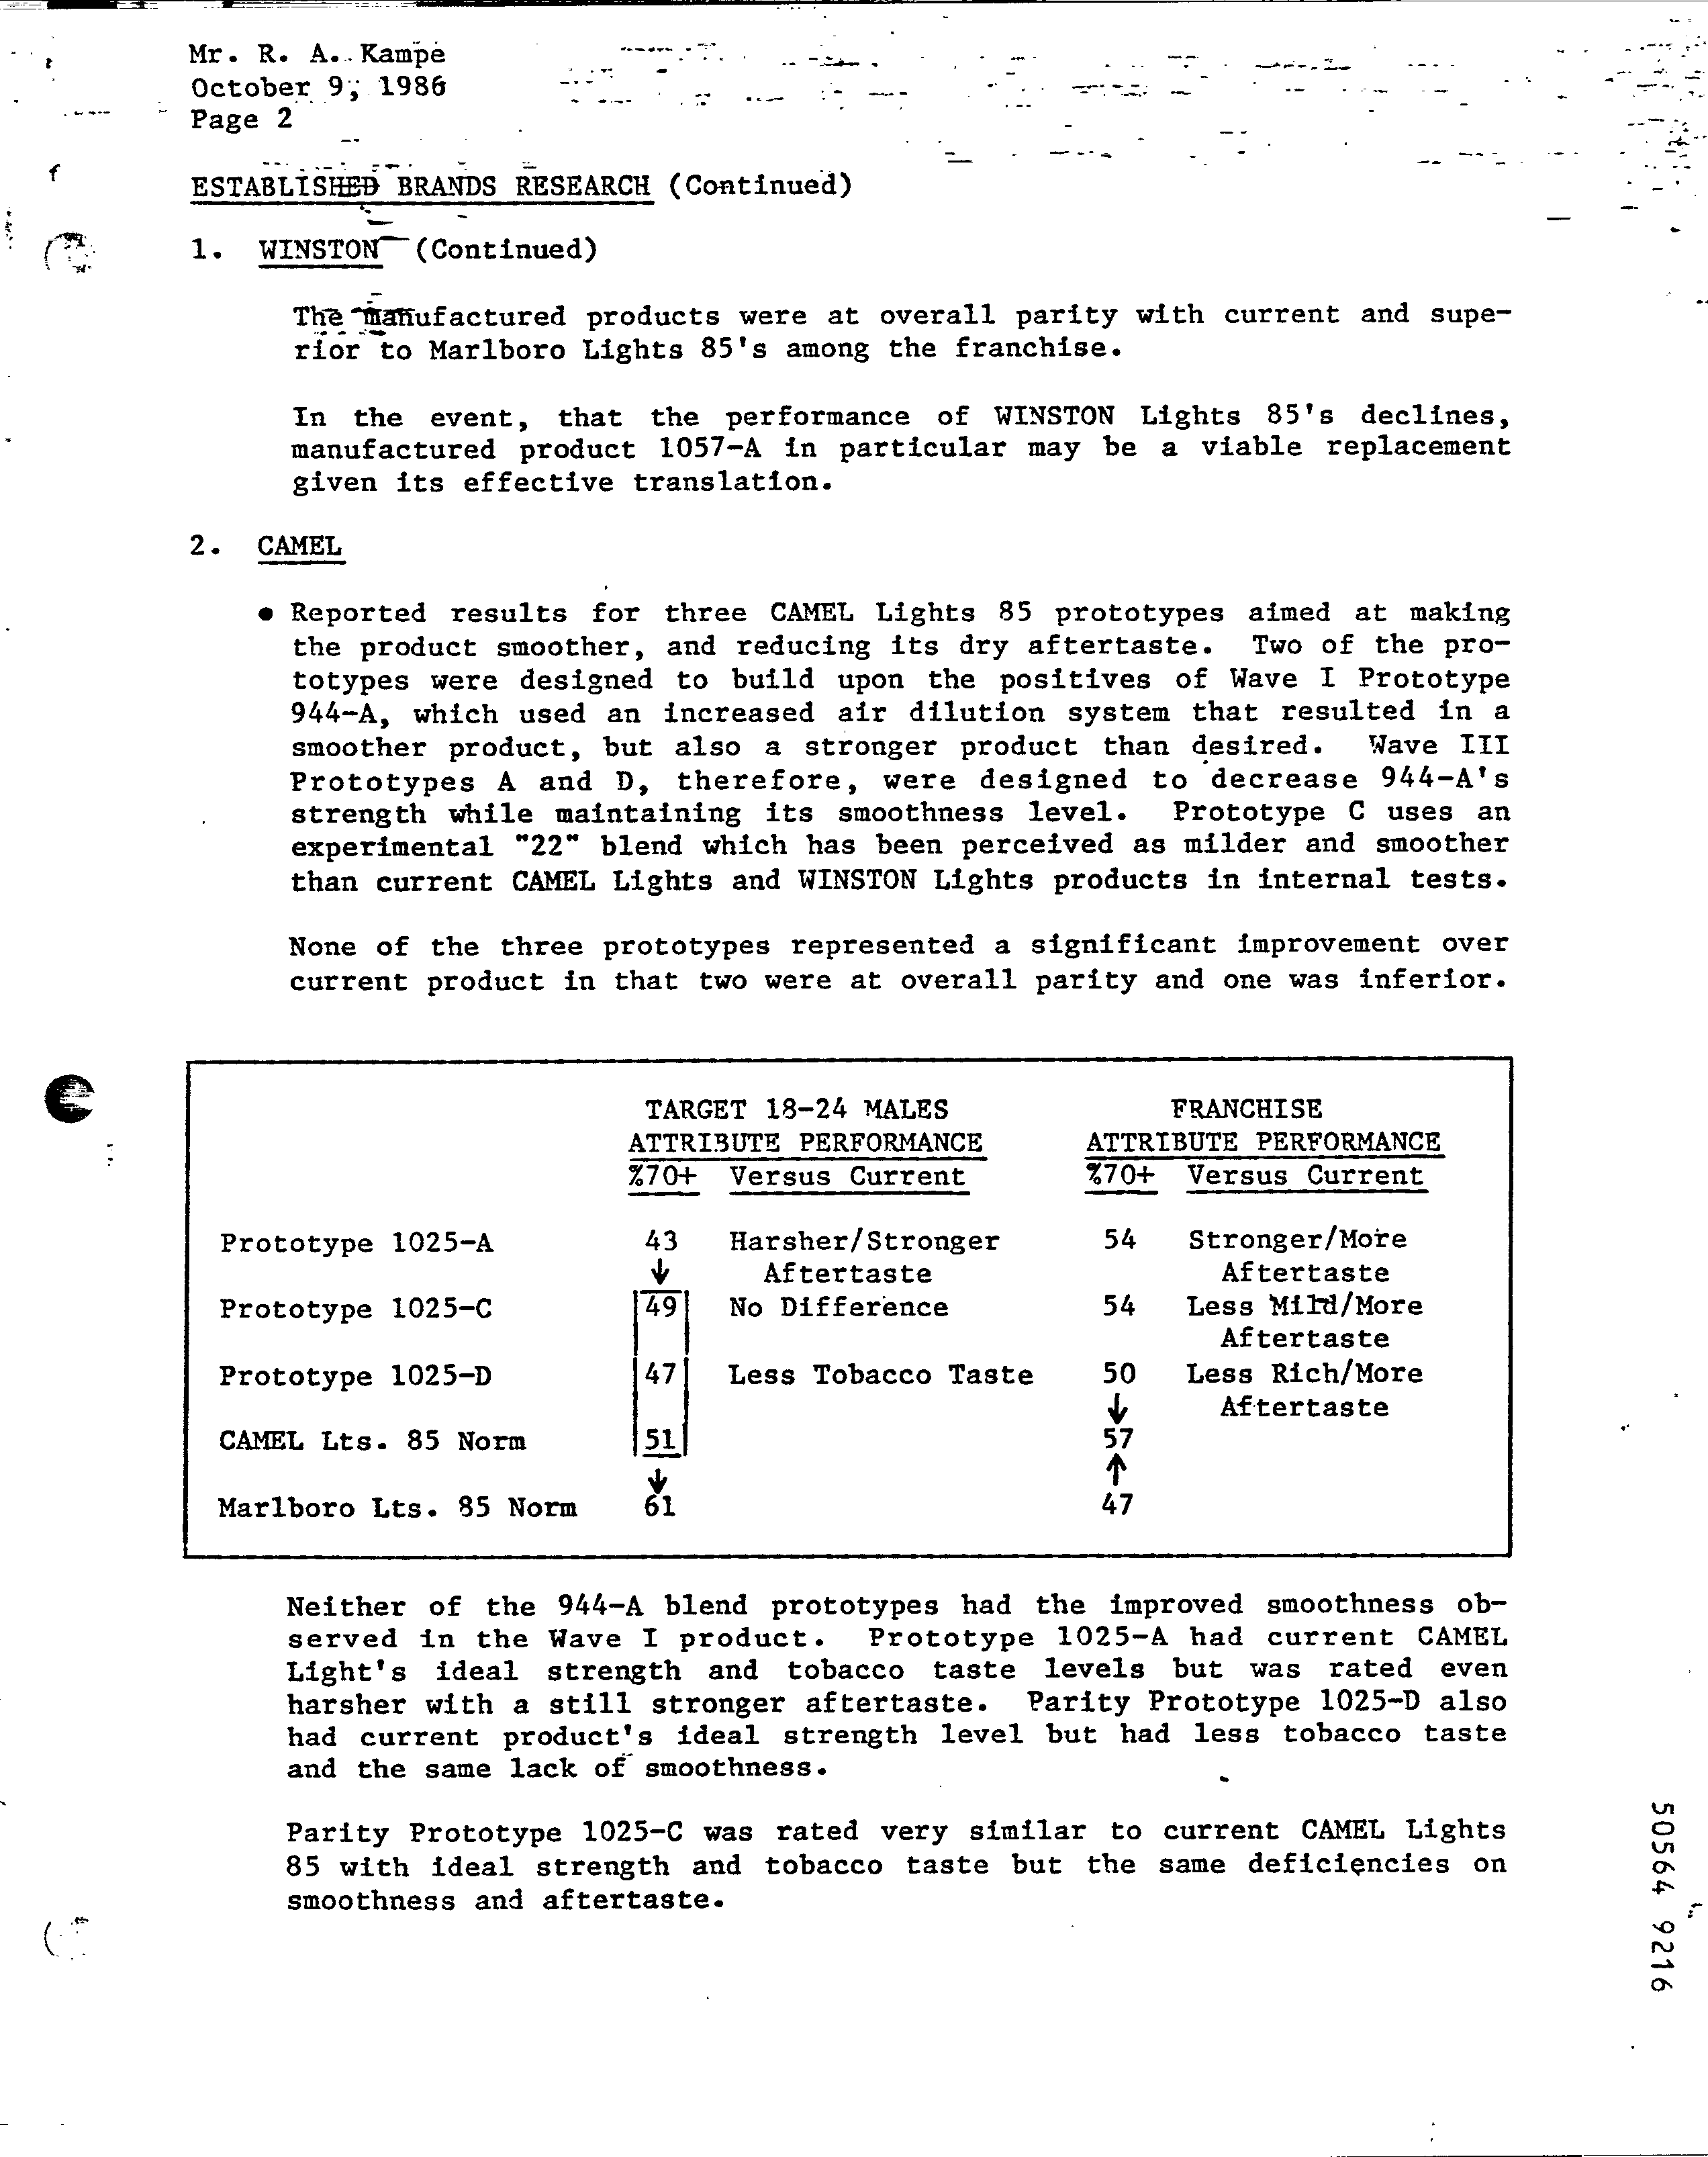 Mr. R. A. Kampe
October 9, 1986
Page 2
ESTABLISHED BRANDS RESEARCH (Continued)
1. WINSTON (Continued)
The manufactured products were at overall parity with current and supe-
rior to Marlboro Lights 85's among the franchise.
In the event, that the performance of WINSTON Lights 85's declines,
manufactured product 1057-A in particular may be a viable replacement
given its effective translation.
2. CAMEL
● Reported results for three CAMEL Lights 85 prototypes aimed at making
the product smoother, and reducing its dry aftertaste. Two of the pro-
totypes were designed to build upon the positives of Wave I Prototype
944-A, which used an increased air dilution system that resulted in a
smoother product, but also a stronger product than desired. Wave III
Prototypes A and D, therefore, were designed to decrease 944-A's
strength while maintaining its smoothness level. Prototype C uses an
experimental "22" blend which has been perceived as milder and smoother
than current CAMEL Lights and WINSTON Lights products in internal tests.
None of the three prototypes represented a significant improvement over
current product in that two were at overall parity and one was inferior.
TARGET 18-24 MALES FRANCHISE
ATTRIBUTE PERFORMANCE ATTRIBUTE PERFORMANCE
%70+ Versus Current %70+ Versus Current
Prototype 1025-A 43 Harsher/Stronger 54 Stronger/More
↓ Aftertaste Aftertaste
Prototype 1025-C 49 No Difference 54 Less Mild/More
Aftertaste
Prototype 1025-D 47 Less Tobacco Taste 50 Less Rich/More
↓ Aftertaste
CAMEL Lts. 85 Norm 51 57
↓ ↑
Marlboro Lts. 85 Norm 61 47
Neither of the 944-A blend prototypes had the improved smoothness ob-
served in the Wave I product. Prototype 1025-A had current CAMEL
Light's ideal strength and tobacco taste levels but was rated even
harsher with a still stronger aftertaste. Parity Prototype 1025-D also
had current product's ideal strength level but had less tobacco taste
and the same lack of smoothness.
Parity Prototype 1025-C was rated very similar to current CAMEL Lights
85 with ideal strength and tobacco taste but the same deficiencies on
smoothness and aftertaste.
50564 9216